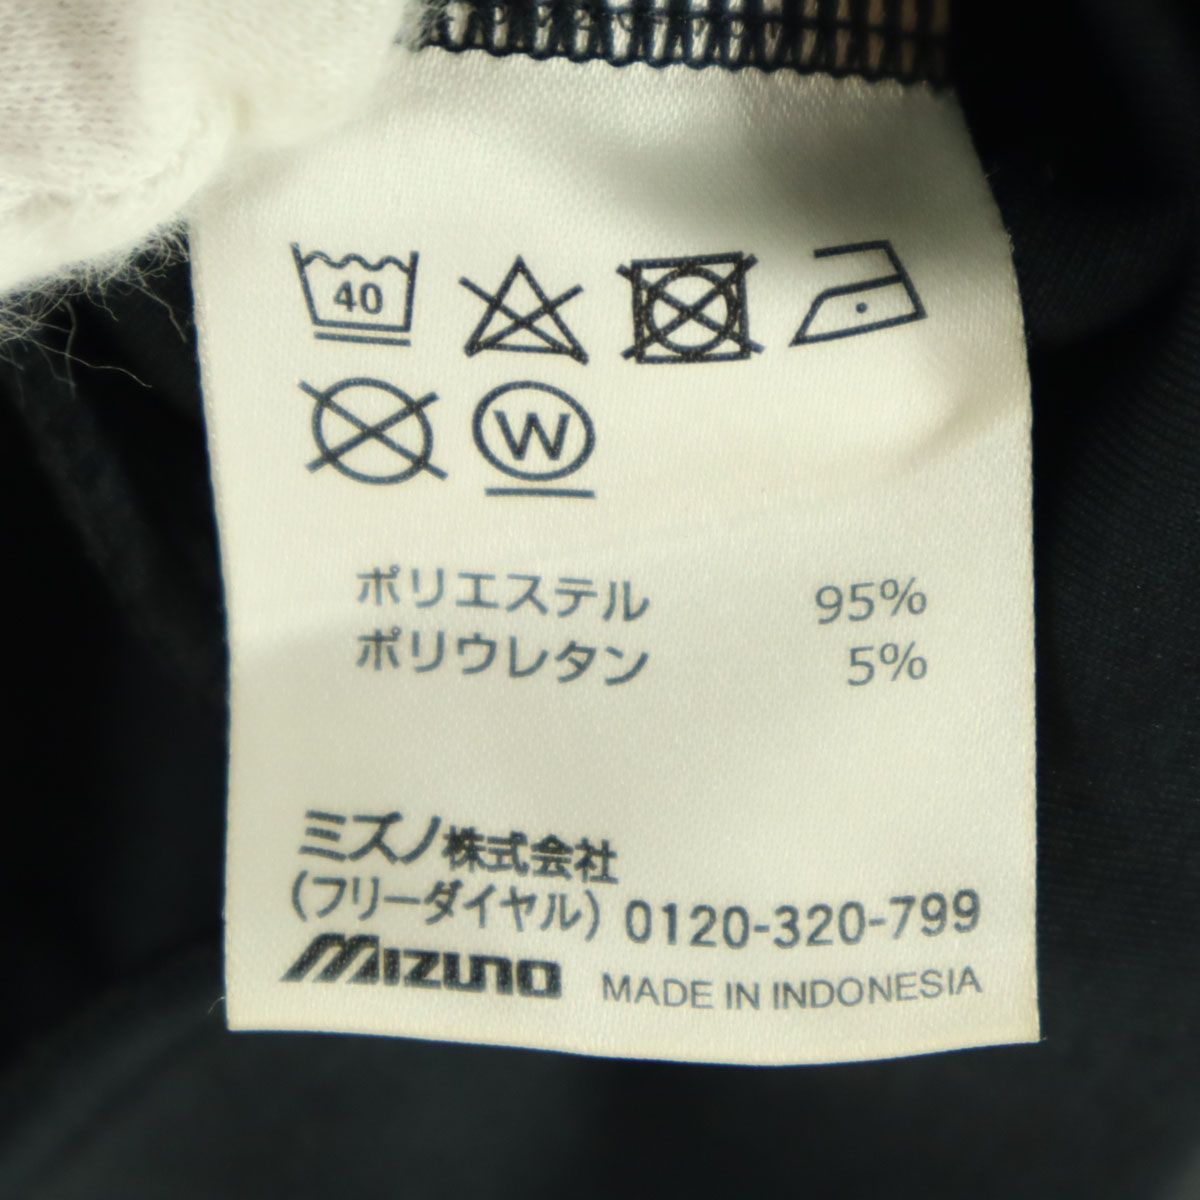 40
W
ポリエステル 95%
ポリウレタン 5%
ミズノ株式会社
(フリーダイヤル) 0120-320-799
MIZUNO MADE IN INDONESIA